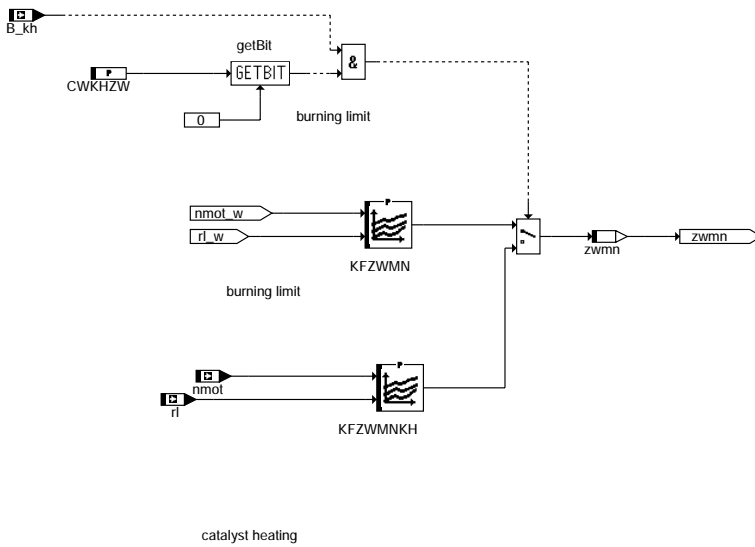 B_kh
getBit
P
GETBIT
&
CWKHZW
0
burning limit
P
nmot_w
rl_w
KFZWMN
zwmn
zwmn
burning limit
P
nmot
rl
KFZWMNKH
catalyst heating